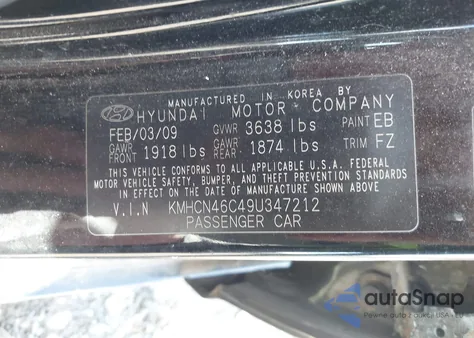 MANUFACTURED IN KOREA BY
HYUNDAI MOTOR COMPANY
FEB/03/09 GVWR 3638 lbs PAINT EB
GAWR FRONT 1918 lbs GAWR REAR 1874 lbs TRIM FZ
THIS VEHICLE CONFORMS TO ALL APPLICABLE U.S.A. FEDERAL
MOTOR VEHICLE SAFETY, BUMPER, AND THEFT PREVENTION STANDARDS
IN EFFECT ON THE DATE OF MANUFACTURE SHOWN ABOVE.
V.I.N KMHCN46C49U347212
PASSENGER CAR
autoSnap